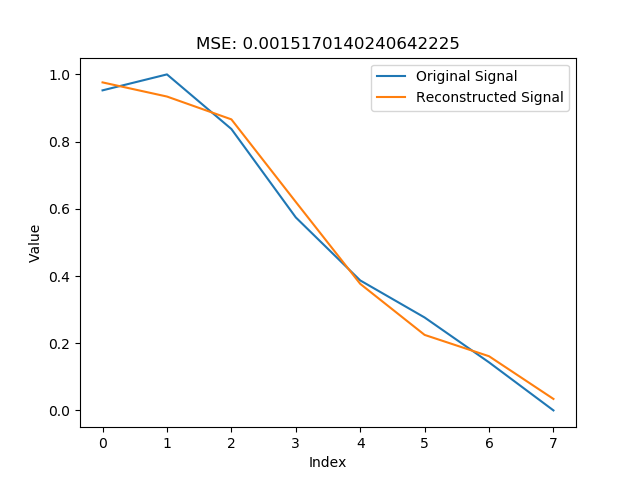 MSE: 0.0015170140240642225
Original Signal
Reconstructed Signal
1.0
0.8
0.6
0.4
0.2
0.0
Value
0 1 2 3 4 5 6 7
Index